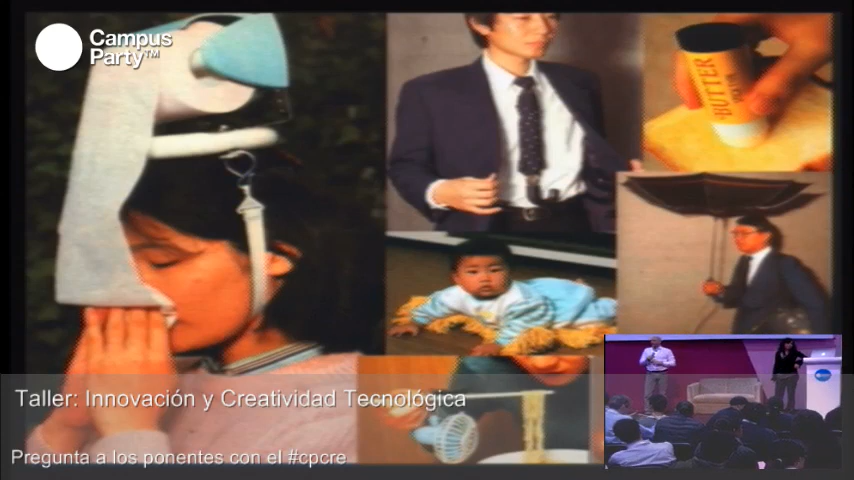 Campus
Party™
BUTTER
Taller: Innovación y Creatividad Tecnológica
Pregunta a los ponentes con el #cpcre